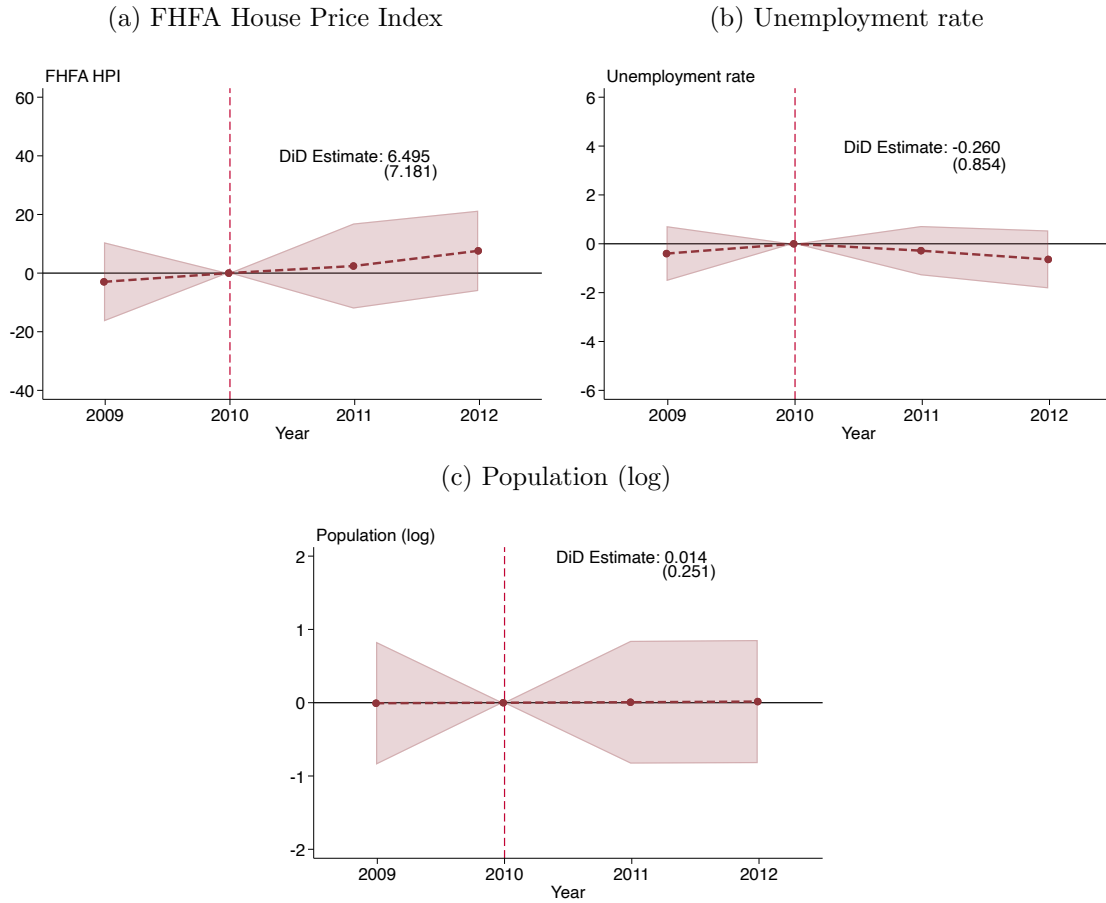 (a) FHFA House Price Index
FHFA HPI
60
40
20
0
-20
-40
DiD Estimate: 6.495
(7.181)
2009 2010 2011 2012
Year
(b) Unemployment rate
Unemployment rate
6
4
2
0
-2
-4
-6
DiD Estimate: -0.260
(0.854)
2009 2010 2011 2012
Year
(c) Population (log)
Population (log)
2
1
0
-1
-2
DiD Estimate: 0.014
(0.251)
2009 2010 2011 2012
Year